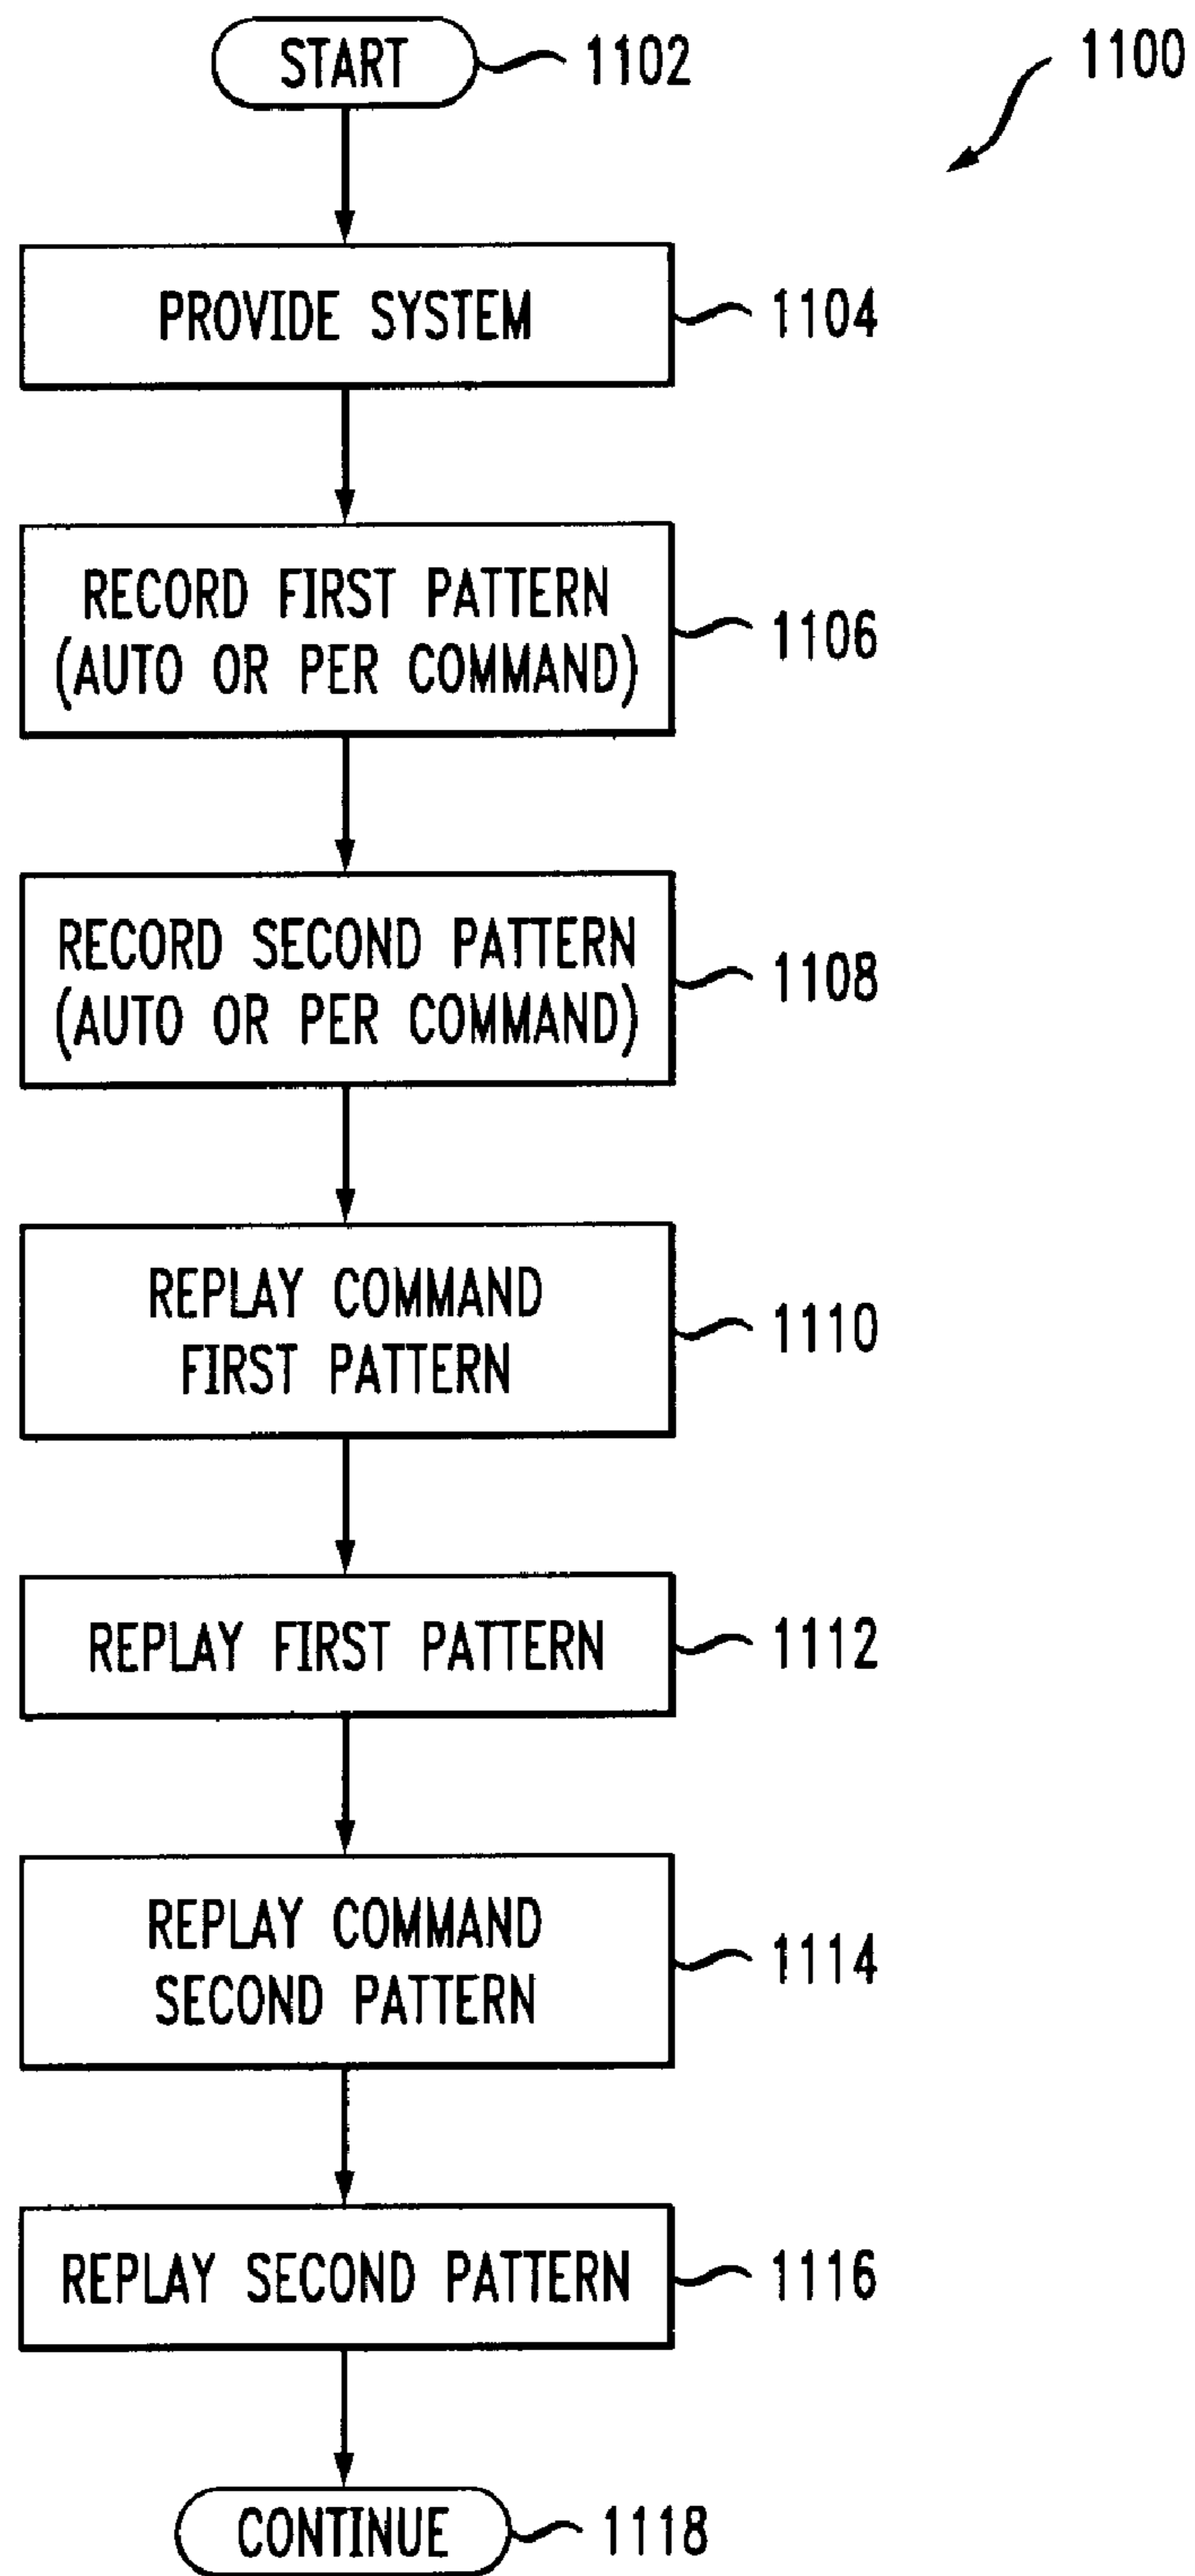 START
1102
1100
PROVIDE SYSTEM
1104
RECORD FIRST PATTERN
(AUTO OR PER COMMAND)
1106
RECORD SECOND PATTERN
(AUTO OR PER COMMAND)
1108
REPLAY COMMAND
FIRST PATTERN
1110
REPLAY FIRST PATTERN
1112
REPLAY COMMAND
SECOND PATTERN
1114
REPLAY SECOND PATTERN
1116
CONTINUE
1118